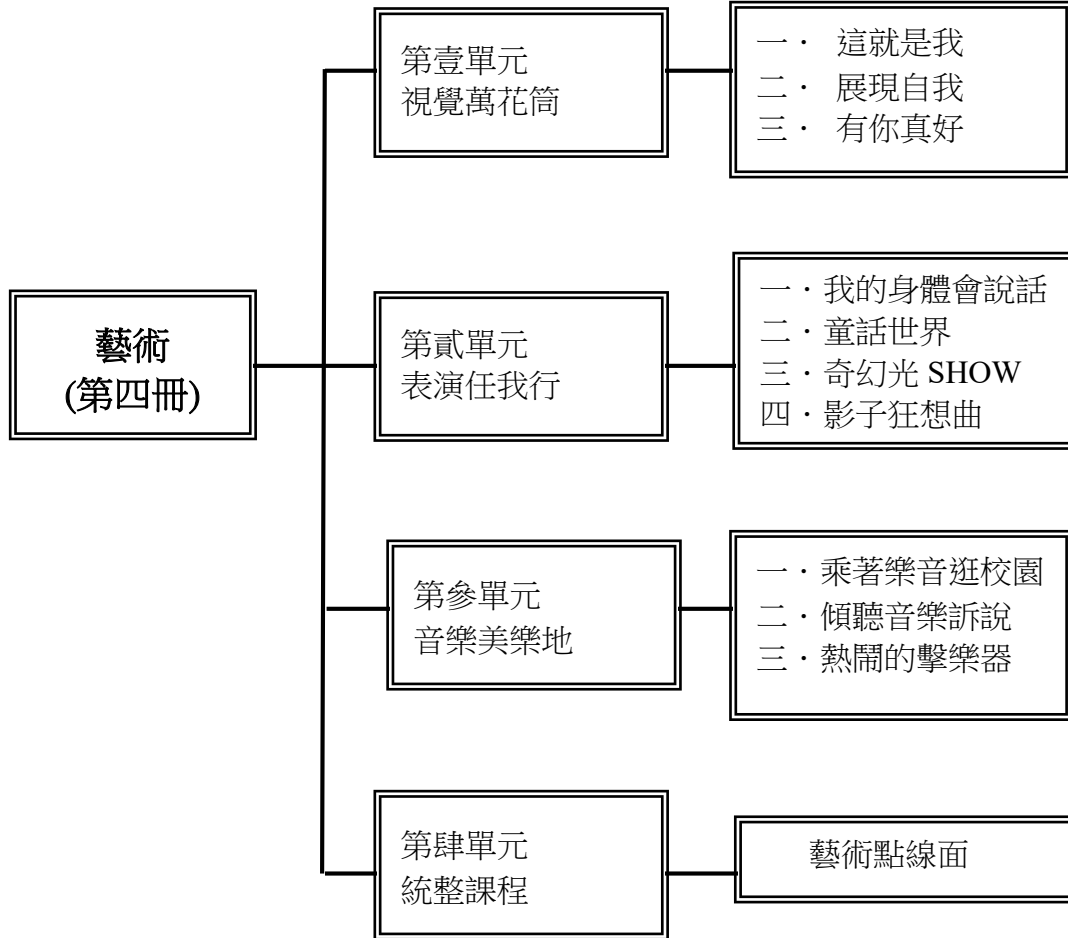 藝術
(第四冊)
第壹單元
視覺萬花筒
一． 這就是我
二． 展現自我
三． 有你真好
第貳單元
表演任我行
一．我的身體會說話
二．童話世界
三．奇幻光 SHOW
四．影子狂想曲
第參單元
音樂美樂地
一．乘著樂音逛校園
二．傾聽音樂訴說
三．熱鬧的擊樂器
第肆單元
統整課程
藝術點線面